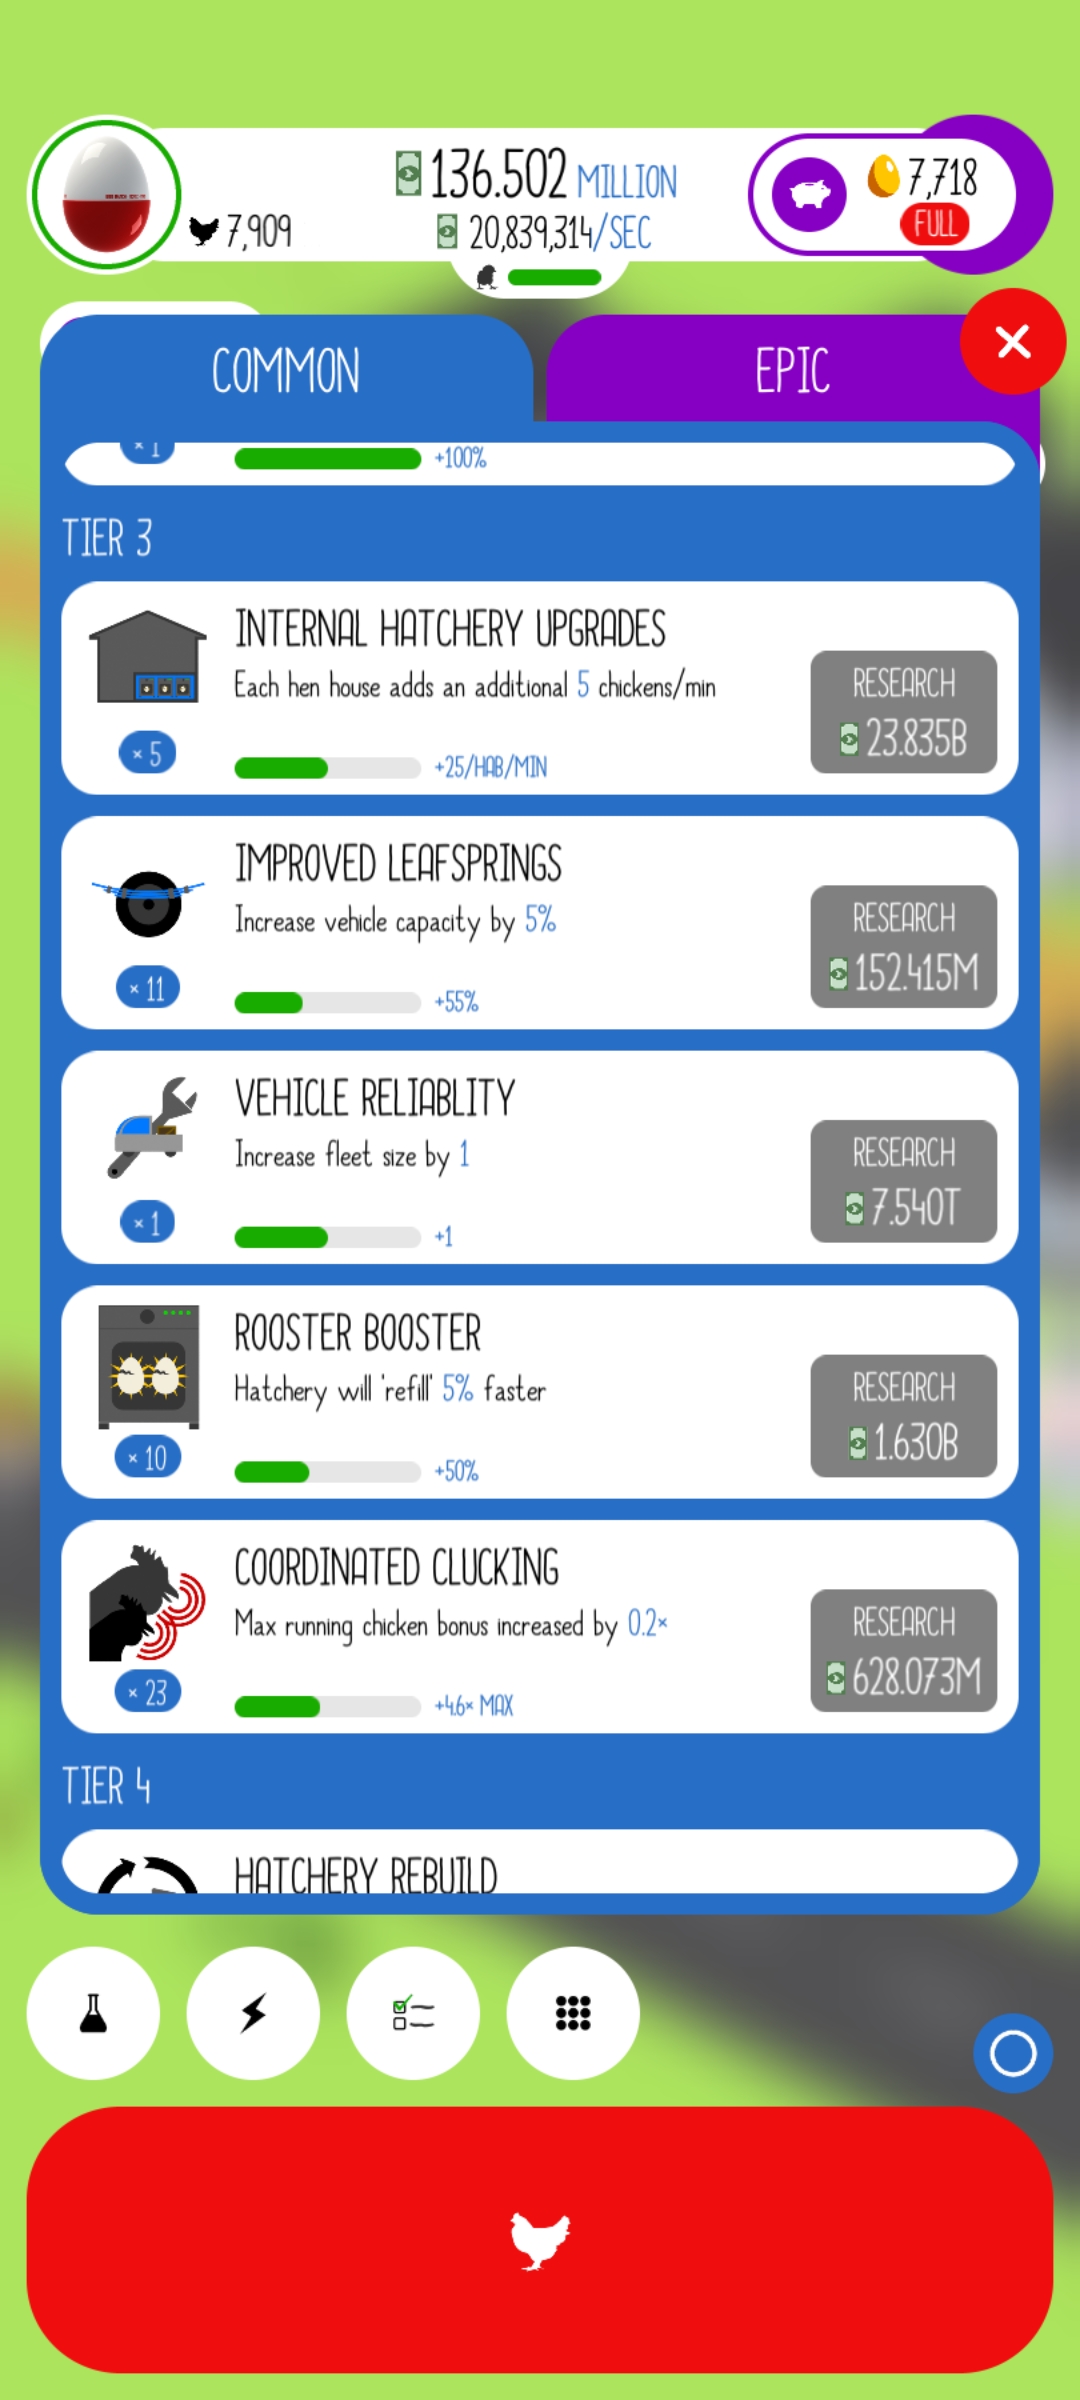 136.502 MILLION
7,909
20,839,314/SEC
7,718
FULL
COMMON
EPIC
× 1
+100%
TIER 3
INTERNAL HATCHERY UPGRADES
Each hen house adds an additional 5 chickens/min
RESEARCH
23.835B
× 5
+25/HAB/MIN
IMPROVED LEAFSPRINGS
Increase vehicle capacity by 5%
RESEARCH
152.415M
× 11
+55%
VEHICLE RELIABLITY
Increase fleet size by 1
RESEARCH
7.540T
× 1
+1
ROOSTER BOOSTER
Hatchery will 'refill' 5% faster
RESEARCH
1.630B
× 10
+50%
COORDINATED CLUCKING
Max running chicken bonus increased by 0.2×
RESEARCH
628.073M
× 23
+4.6× MAX
TIER 4
HATCHERY REBUILD